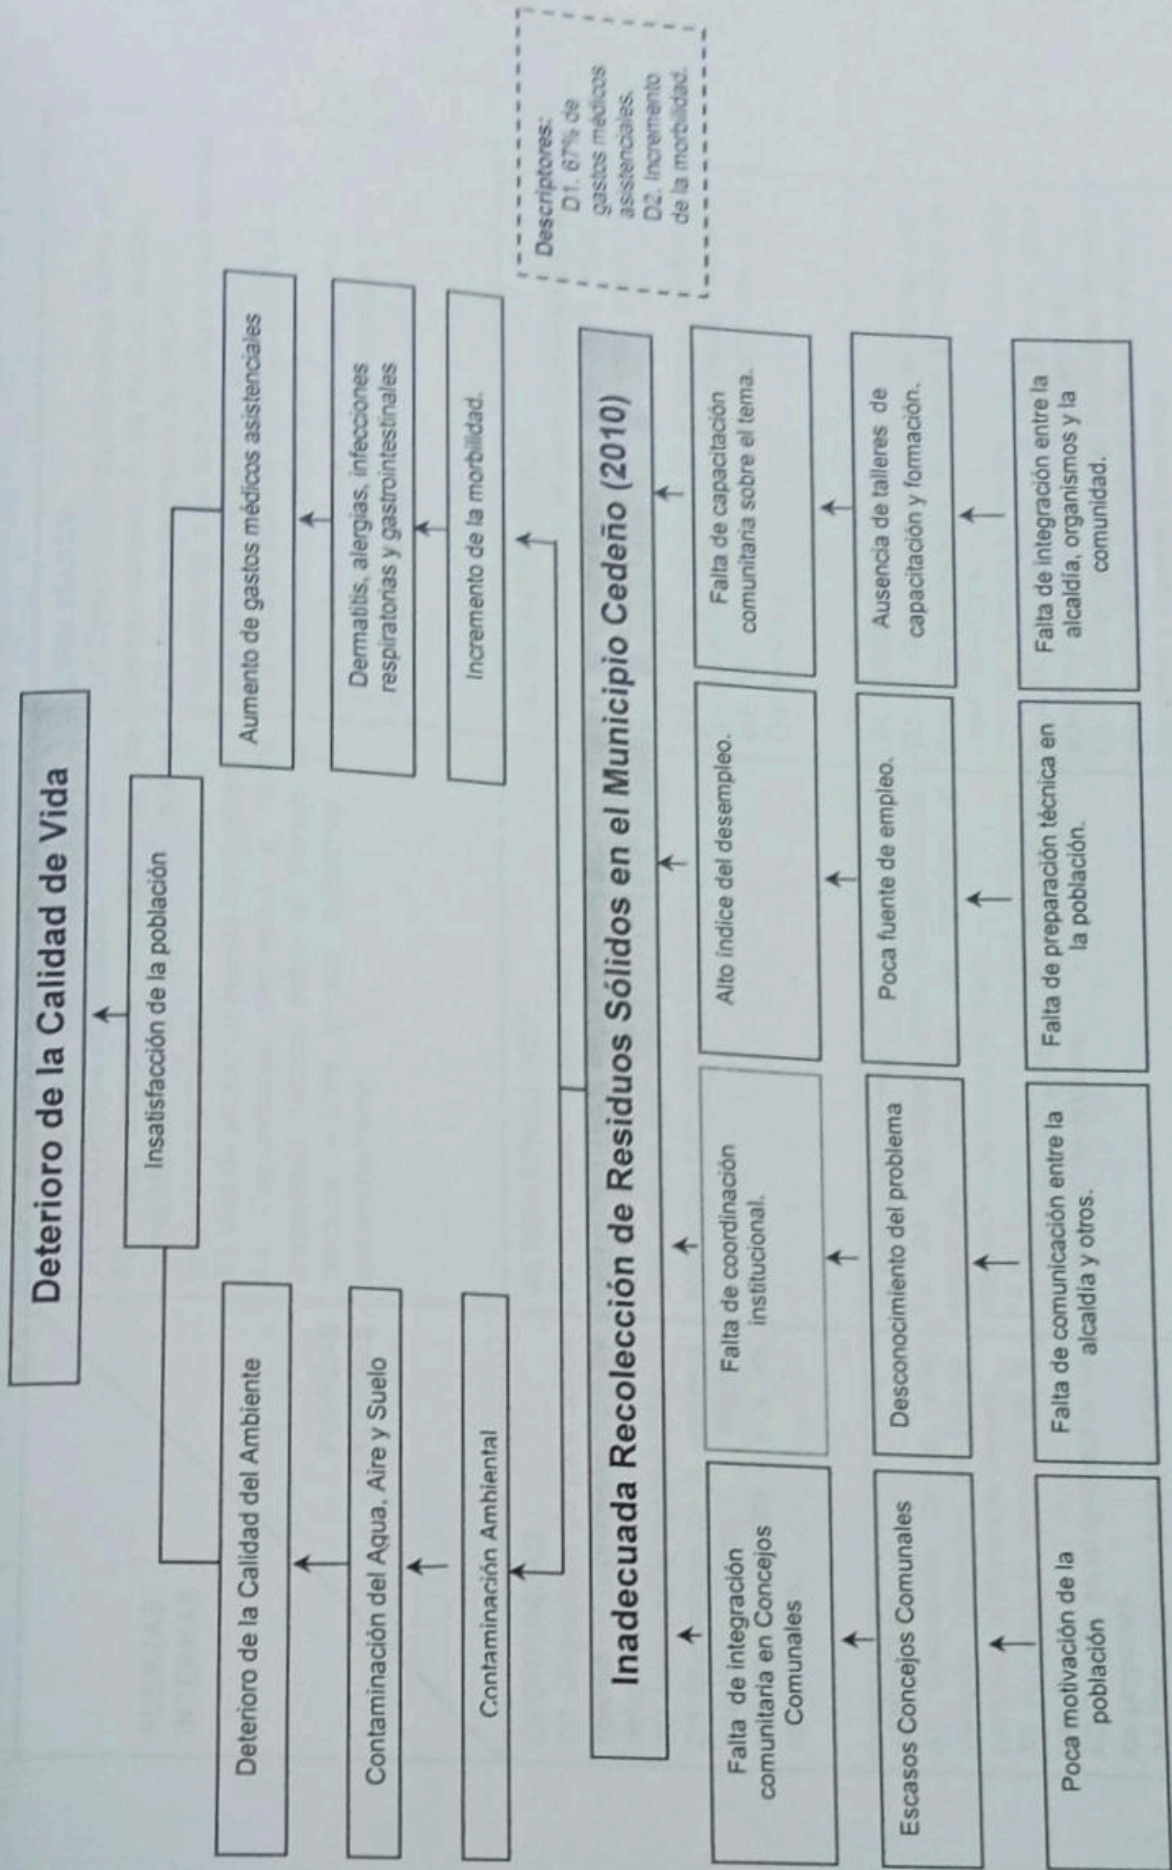 Deterioro de la Calidad de Vida
Insatisfacción de la población
Deterioro de la Calidad del Ambiente
Aumento de gastos médicos asistenciales
Contaminación del Agua, Aire y Suelo
Dermatitis, alergias, infecciones
respiratorias y gastrointestinales
Contaminación Ambiental
Incremento de la morbilidad.
Descriptores:
D1. 67% de
gastos médicos
asistenciales.
D2. Incremento
de la morbilidad.
Inadecuada Recolección de Residuos Sólidos en el Municipio Cedeño (2010)
Falta de integración
comunitaria en Concejos
Comunales
Falta de coordinación
institucional.
Alto índice del desempleo.
Falta de capacitación
comunitaria sobre el tema.
Escasos Concejos Comunales
Desconocimiento del problema
Poca fuente de empleo.
Ausencia de talleres de
capacitación y formación.
Poca motivación de la
población
Falta de comunicación entre la
alcaldía y otros.
Falta de preparación técnica en
la población.
Falta de integración entre la
alcaldía, organismos y la
comunidad.